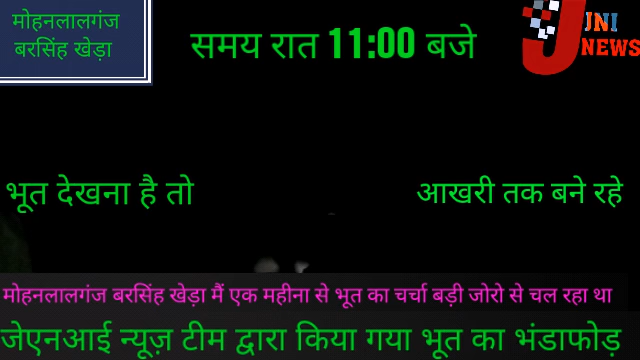 मोहनलालगंज
बरसिंह खेड़ा
समय रात 11:00 बजे
JNI
NEWS
भूत देखना है तो
आखरी तक बने रहे
मोहनलालगंज बरसिंह खेड़ा मैं एक महीना से भूत का चर्चा बड़ी जोरो से चल रहा था
जेएनआई न्यूज़ टीम द्वारा किया गया भूत का भंडाफोड़